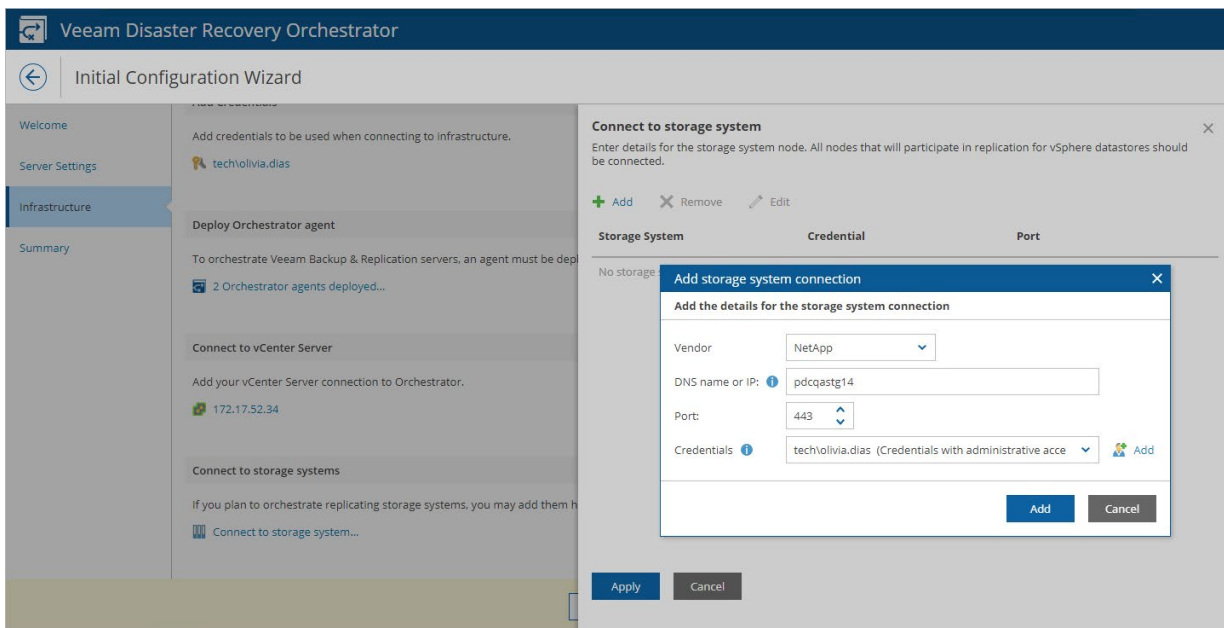 Veeam Disaster Recovery Orchestrator
Initial Configuration Wizard
Welcome
Server Settings
Infrastructure
Summary
Add credentials
Add credentials to be used when connecting to infrastructure.
tech\olivia.dias
Deploy Orchestrator agent
To orchestrate Veeam Backup & Replication servers, an agent must be depl
2 Orchestrator agents deployed...
Connect to vCenter Server
Add your vCenter Server connection to Orchestrator.
172.17.52.34
Connect to storage systems
If you plan to orchestrate replicating storage systems, you may add them h
Connect to storage system...
Connect to storage system
Enter details for the storage system node. All nodes that will participate in replication for vSphere datastores should
be connected.
Add Remove Edit
Storage System Credential Port
No storage
Add storage system connection
Add the details for the storage system connection
Vendor NetApp
DNS name or IP: pdcqastg14
Port: 443
Credentials tech\olivia.dias (Credentials with administrative acce Add
Add Cancel
Apply Cancel